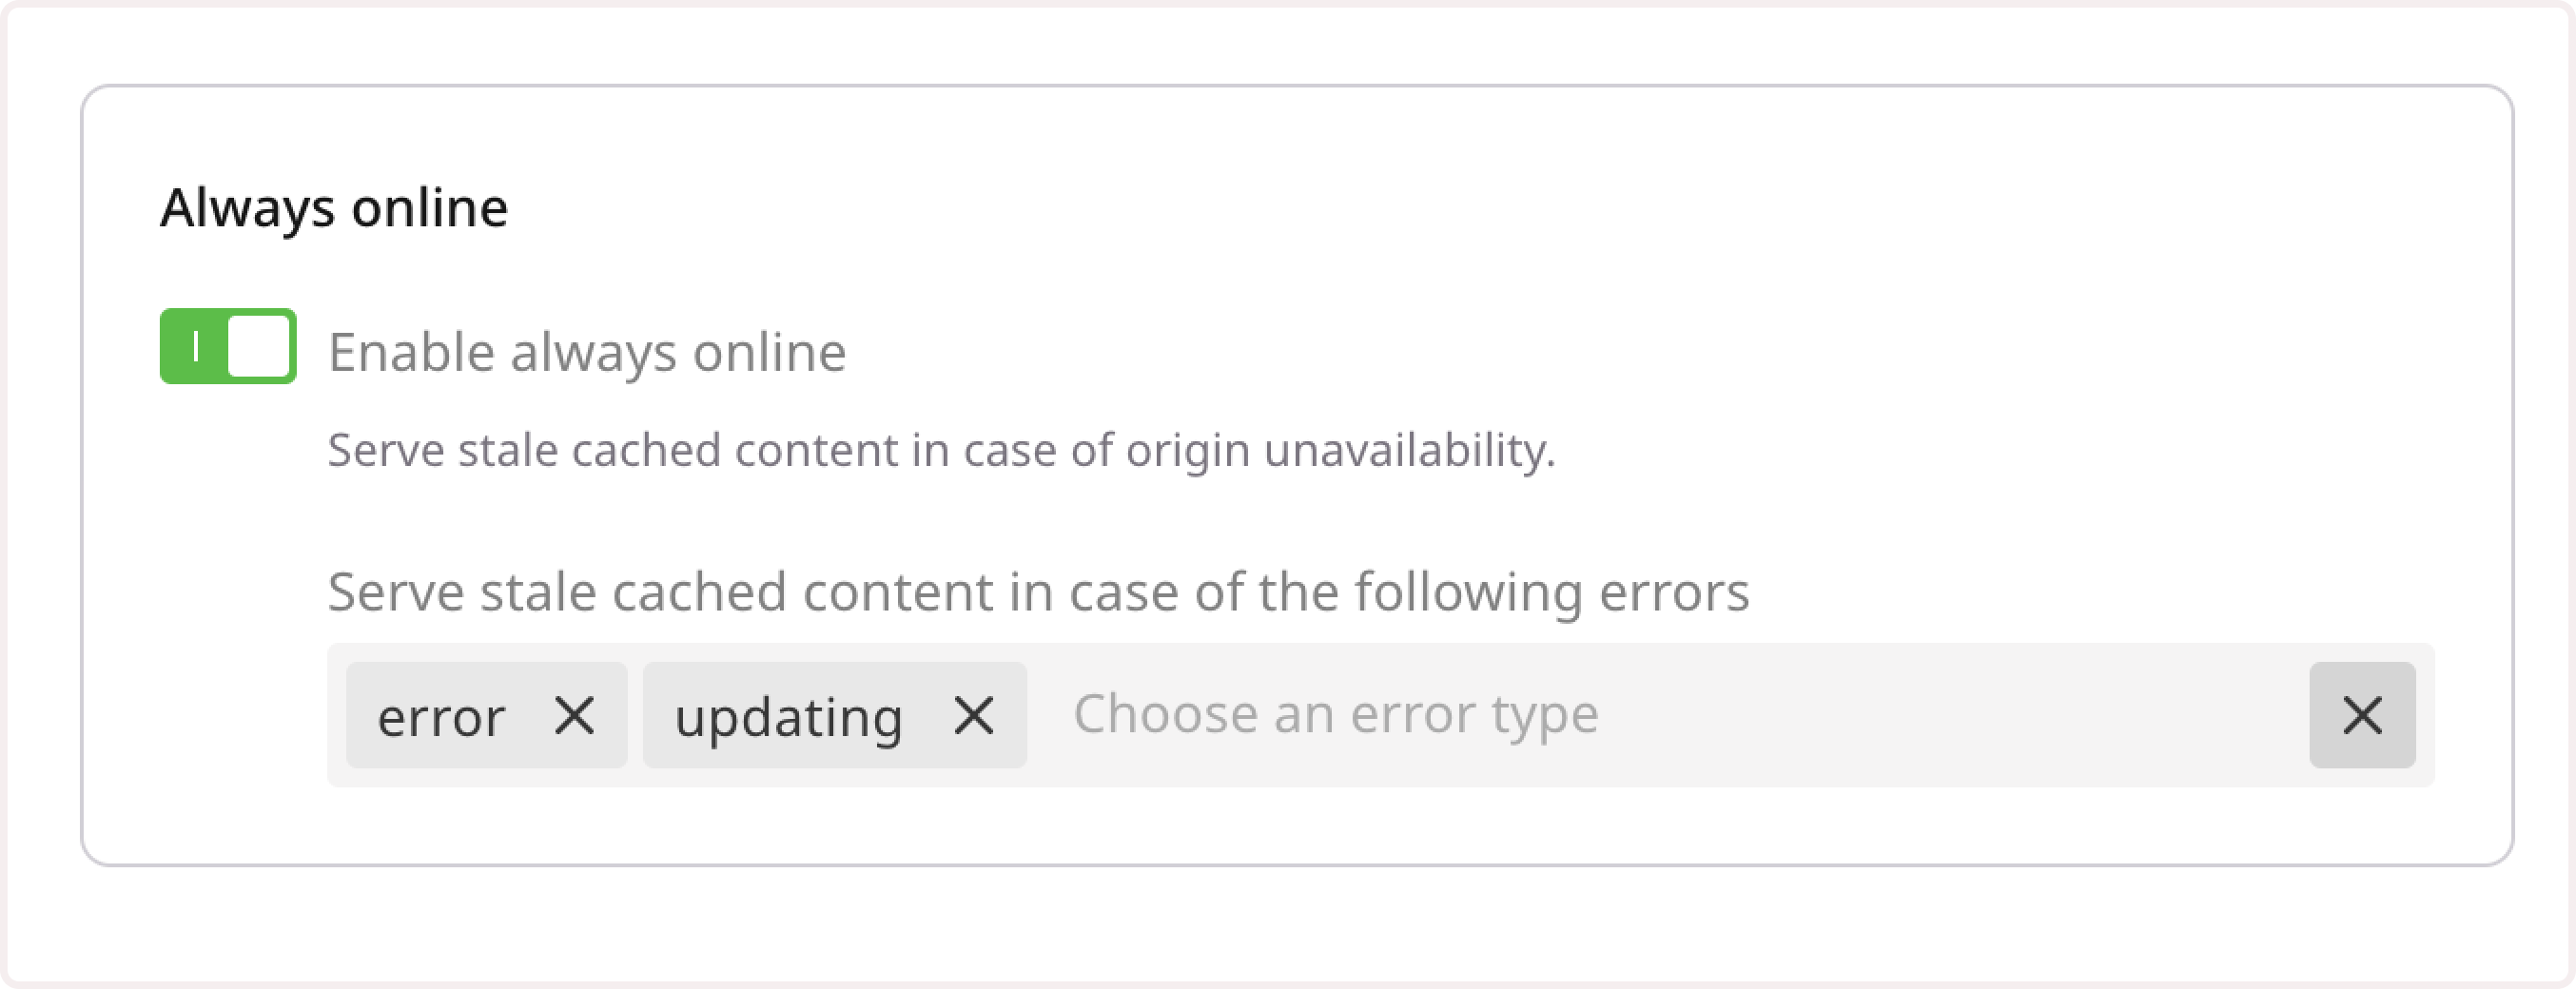 Always online
Enable always online
Serve stale cached content in case of origin unavailability.
Serve stale cached content in case of the following errors
error updating Choose an error type